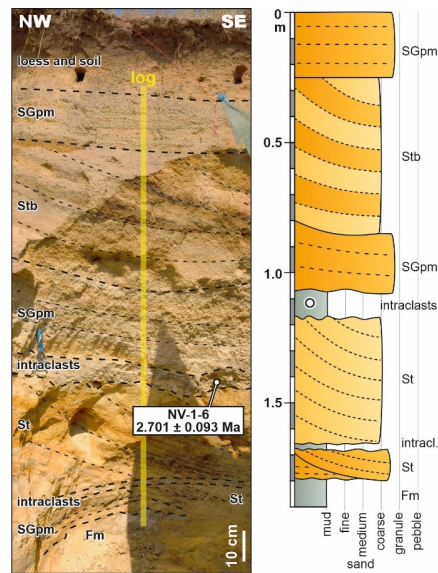 NW
SE
loess and soil
log
SGpm
Stb
SGpm
intraclasts
NV-1-6
2.701 ± 0.093 Ma
St
intraclasts
St
SGpm
Fm
10 cm
0
m
SGpm
0.5
Stb
SGpm
1.0
intraclasts
St
1.5
intracl.
St
Fm
mud
fine
medium
coarse
granule
pebble
sand